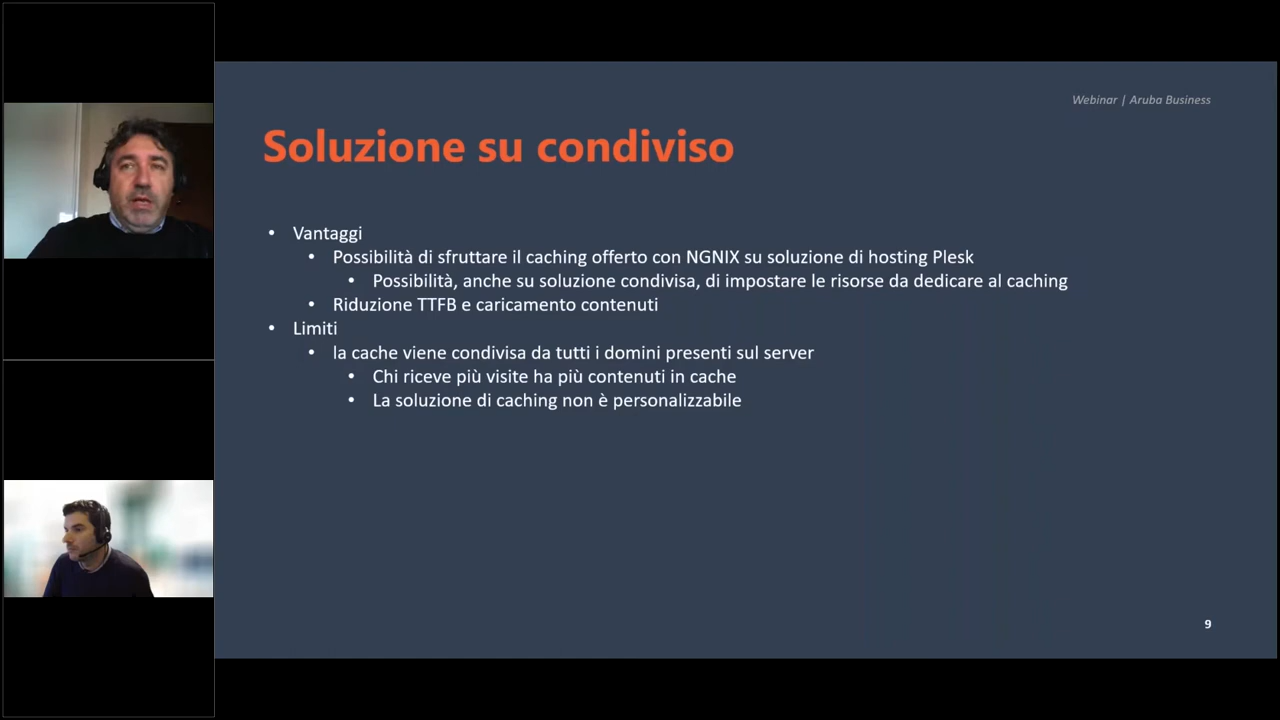 Webinar | Aruba Business
Soluzione su condiviso
• Vantaggi
• Possibilità di sfruttare il caching offerto con NGNIX su soluzione di hosting Plesk
• Possibilità, anche su soluzione condivisa, di impostare le risorse da dedicare al caching
• Riduzione TTFB e caricamento contenuti
• Limiti
• la cache viene condivisa da tutti i domini presenti sul server
• Chi riceve più visite ha più contenuti in cache
• La soluzione di caching non è personalizzabile
9